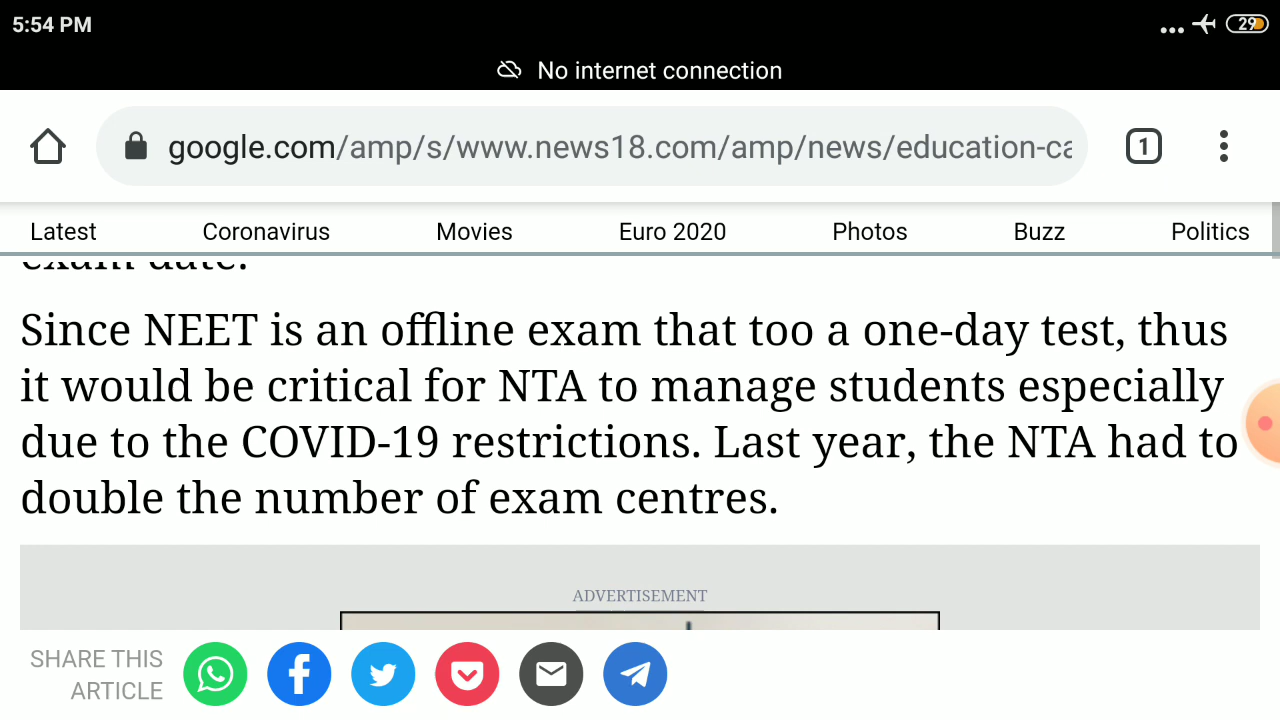 5:54 PM
29
No internet connection
google.com/amp/s/www.news18.com/amp/news/education-ca
1
Latest Coronavirus Movies Euro 2020 Photos Buzz Politics
exam date.
Since NEET is an offline exam that too a one-day test, thus
it would be critical for NTA to manage students especially
due to the COVID-19 restrictions. Last year, the NTA had to
double the number of exam centres.
ADVERTISEMENT
SHARE THIS
ARTICLE